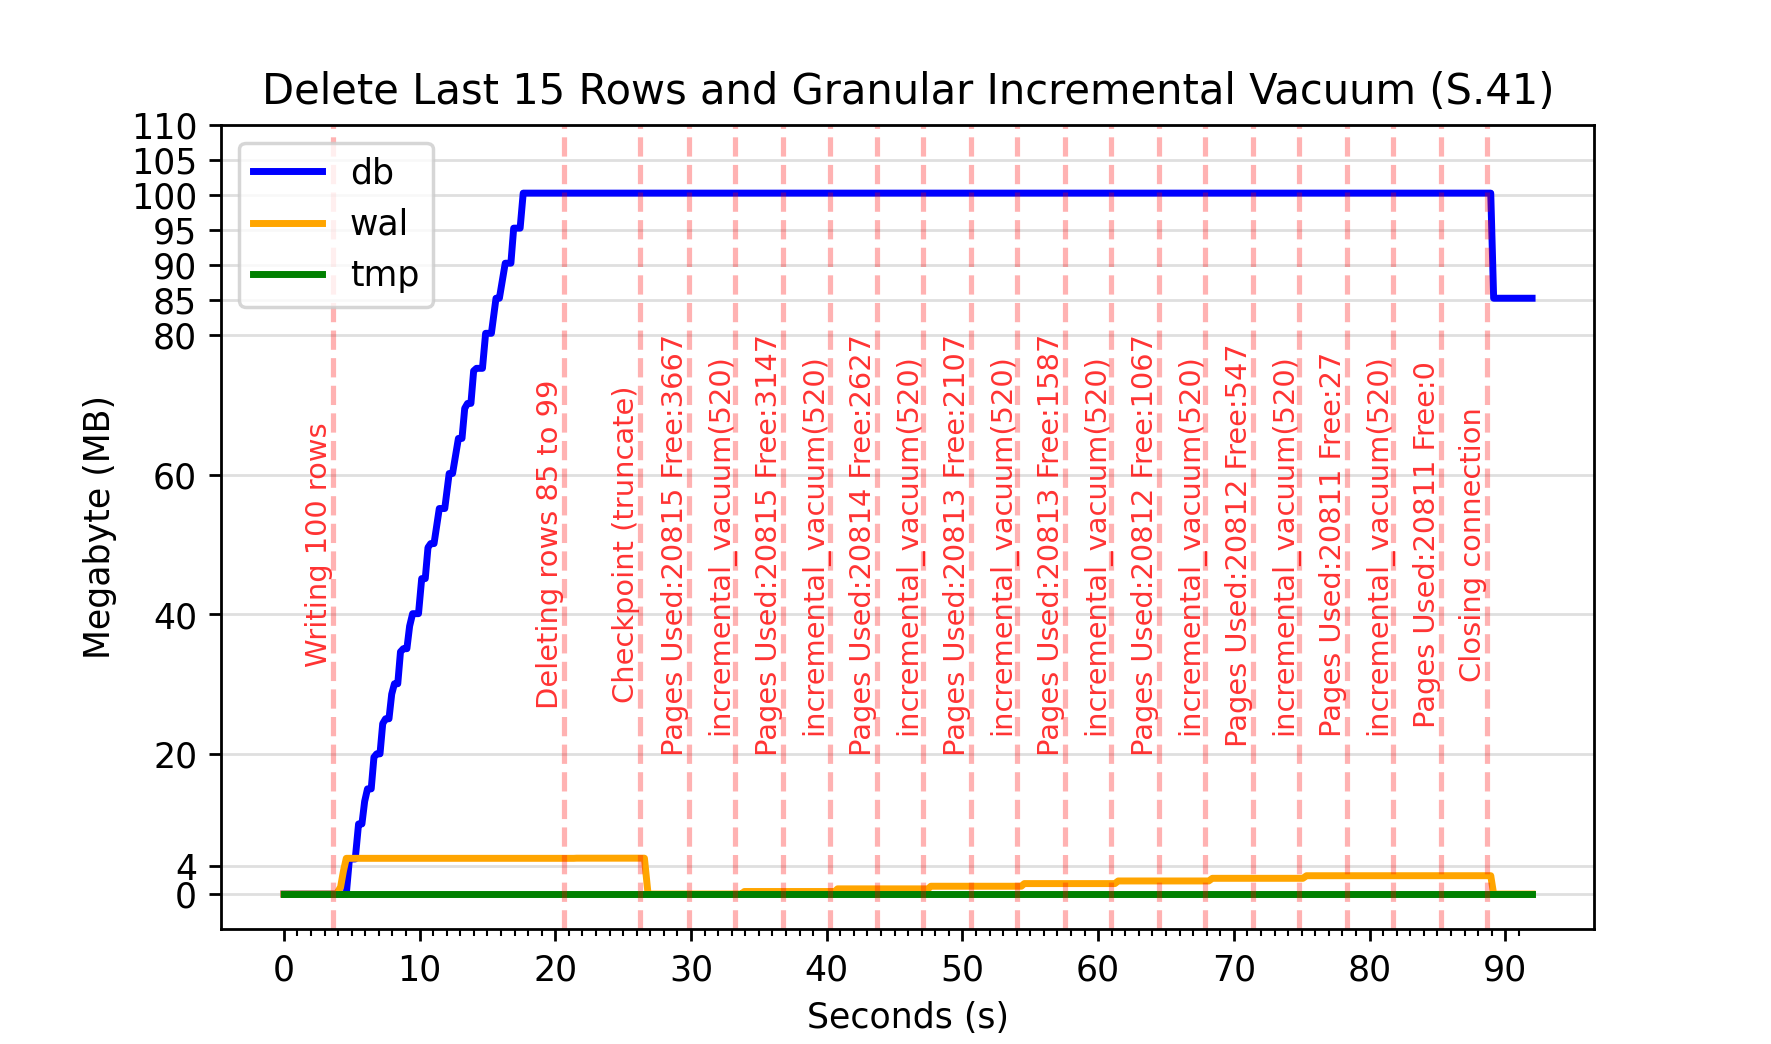 Delete Last 15 Rows and Granular Incremental Vacuum (S.41)
110
105
100
95
90
85
80
60
40
20
4
0
Megabyte (MB)
db
wal
tmp
Writing 100 rows
Deleting rows 85 to 99
Checkpoint (truncate)
Pages Used:20815 Free:3667
incremental_vacuum(520)
Pages Used:20815 Free:3147
incremental_vacuum(520)
Pages Used:20814 Free:2627
incremental_vacuum(520)
Pages Used:20813 Free:2107
incremental_vacuum(520)
Pages Used:20813 Free:1587
incremental_vacuum(520)
Pages Used:20812 Free:1067
incremental_vacuum(520)
Pages Used:20812 Free:547
incremental_vacuum(520)
Pages Used:20811 Free:27
incremental_vacuum(520)
Pages Used:20811 Free:0
Closing connection
0 10 20 30 40 50 60 70 80 90
Seconds (s)